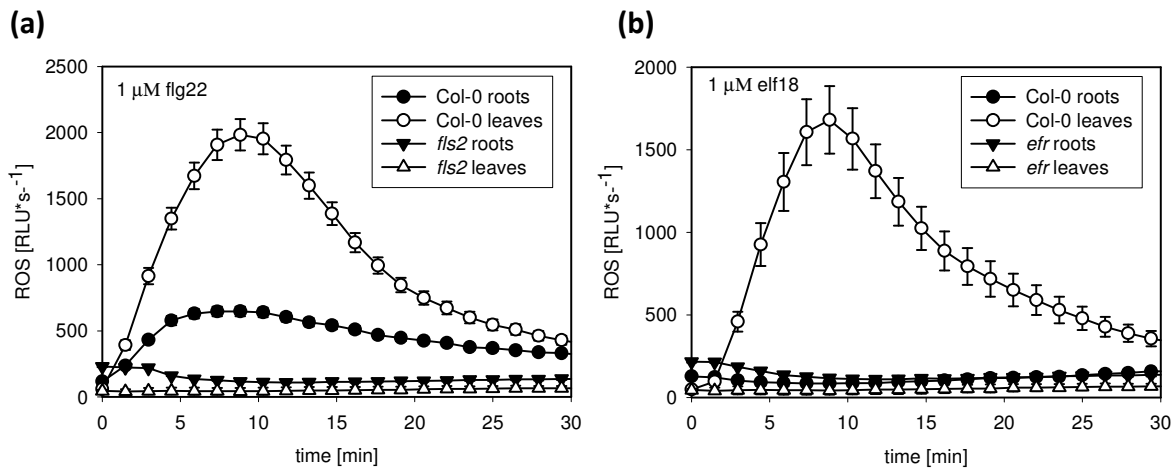 (a)
1 µM flg22
Col-0 roots
Col-0 leaves
fls2 roots
fls2 leaves
ROS [RLU*s-¹]
2500
2000
1500
1000
500
0
0 5 10 15 20 25 30
time [min]
(b)
1 µM elf18
Col-0 roots
Col-0 leaves
efr roots
efr leaves
ROS [RLU*s-¹]
2000
1500
1000
500
0
0 5 10 15 20 25 30
time [min]